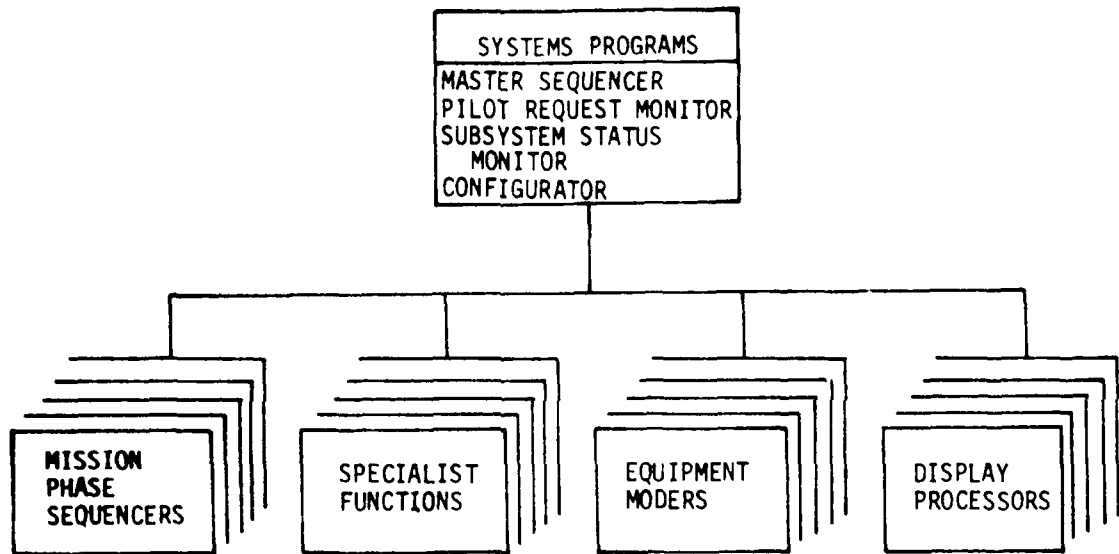 SYSTEMS PROGRAMS
MASTER SEQUENCER
PILOT REQUEST MONITOR
SUBSYSTEM STATUS
MONITOR
CONFIGURATOR
MISSION
PHASE
SEQUENCERS
SPECIALIST
FUNCTIONS
EQUIPMENT
MODERS
DISPLAY
PROCESSORS